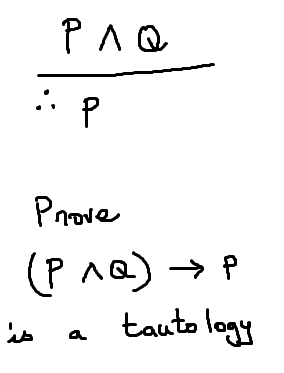 P ∧ Q
∴ P
Prove
(P ∧ Q) → P
is a tautology